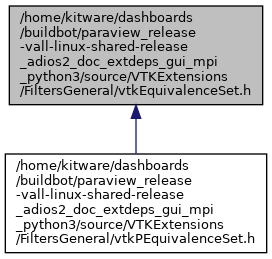 /home/kitware/dashboards
/buildbot/paraview_release
-vall-linux-shared-release
_adios2_doc_extdeps_gui_mpi
_python3/source/VTKExtensions
/FiltersGeneral/vtkEquivalenceSet.h
/home/kitware/dashboards
/buildbot/paraview_release
-vall-linux-shared-release
_adios2_doc_extdeps_gui_mpi
_python3/source/VTKExtensions
/FiltersGeneral/vtkPEquivalenceSet.h